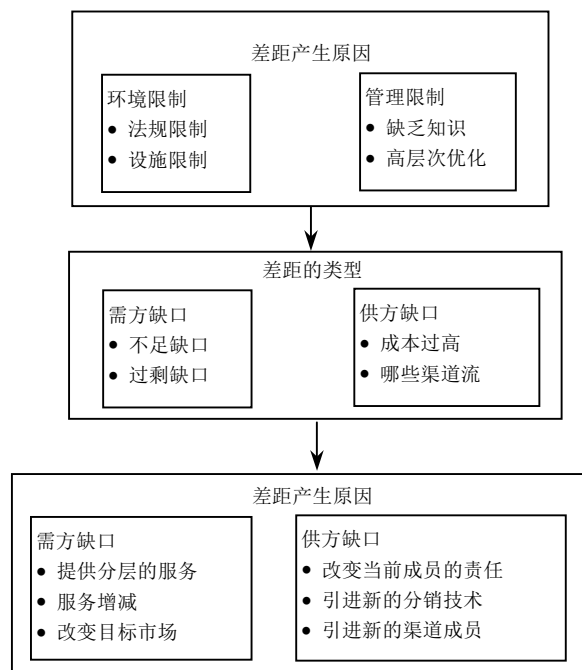 差距产生原因
环境限制
● 法规限制
● 设施限制
管理限制
● 缺乏知识
● 高层次优化
差距的类型
需方缺口
● 不足缺口
● 过剩缺口
供方缺口
● 成本过高
● 哪些渠道流
差距产生原因
需方缺口
● 提供分层的服务
● 服务增减
● 改变目标市场
供方缺口
● 改变当前成员的责任
● 引进新的分销技术
● 引进新的渠道成员